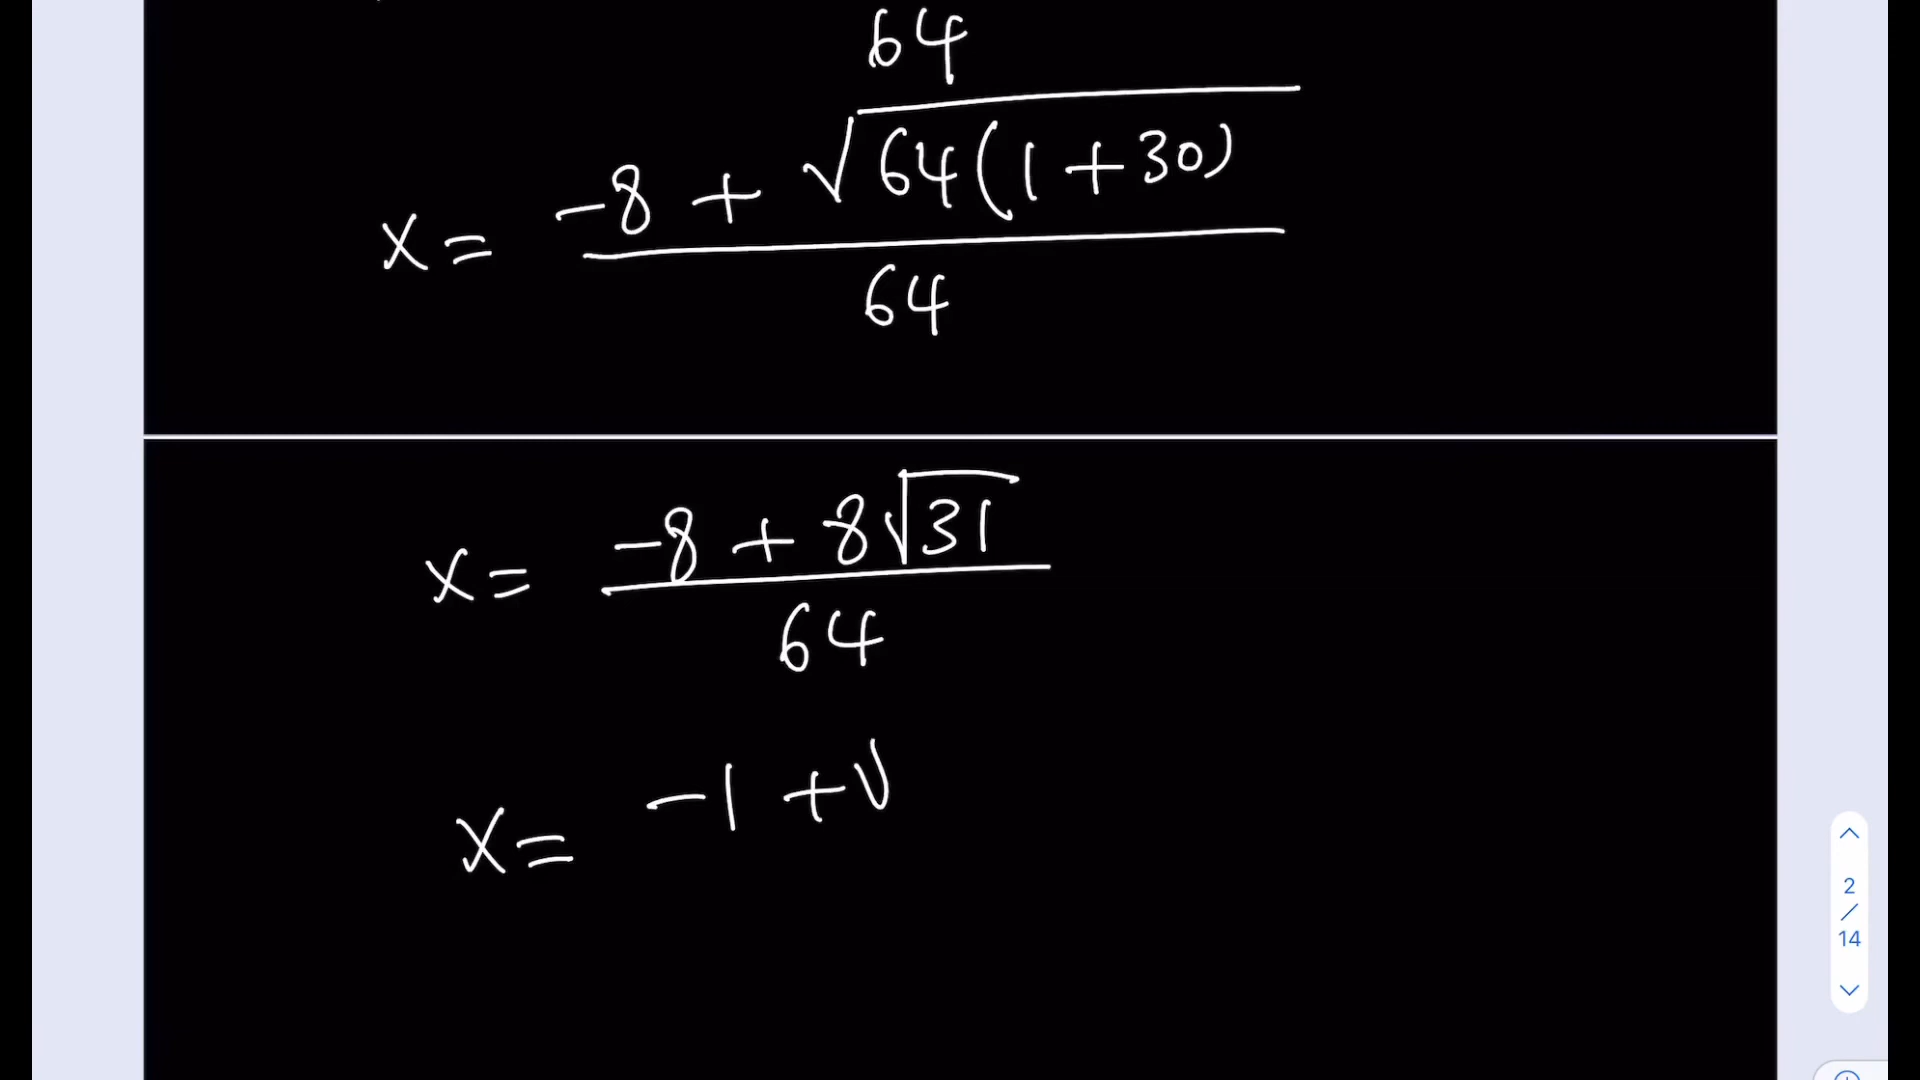 64
x = -8 + √64(1+30)
64
x = -8 + 8√31
64
x = -1 + √
2
/
14